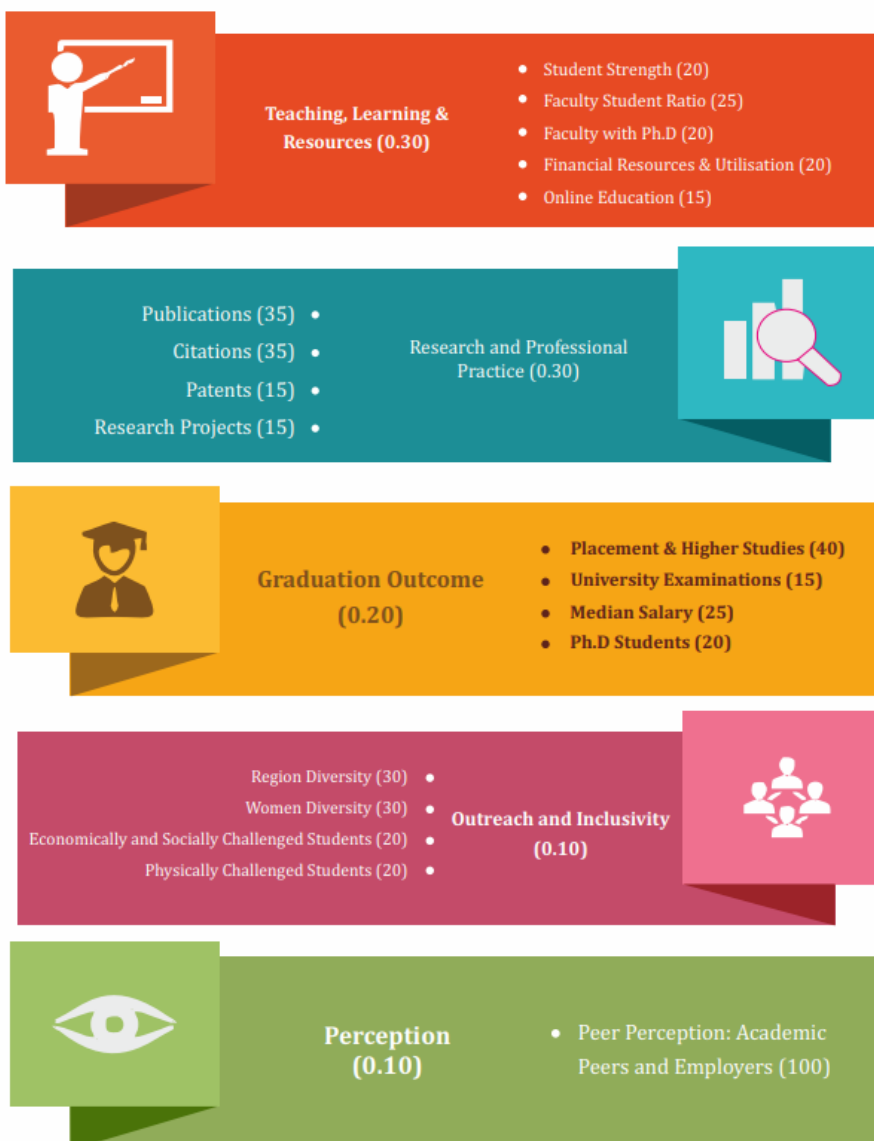 Teaching, Learning &
Resources (0.30)
• Student Strength (20)
• Faculty Student Ratio (25)
• Faculty with Ph.D (20)
• Financial Resources & Utilisation (20)
• Online Education (15)
Publications (35) •
Citations (35) •
Patents (15) •
Research Projects (15) •
Research and Professional
Practice (0.30)
Graduation Outcome
(0.20)
• Placement & Higher Studies (40)
• University Examinations (15)
• Median Salary (25)
• Ph.D Students (20)
Region Diversity (30) •
Women Diversity (30) •
Economically and Socially Challenged Students (20) •
Physically Challenged Students (20) •
Outreach and Inclusivity
(0.10)
Perception
(0.10)
• Peer Perception: Academic
Peers and Employers (100)